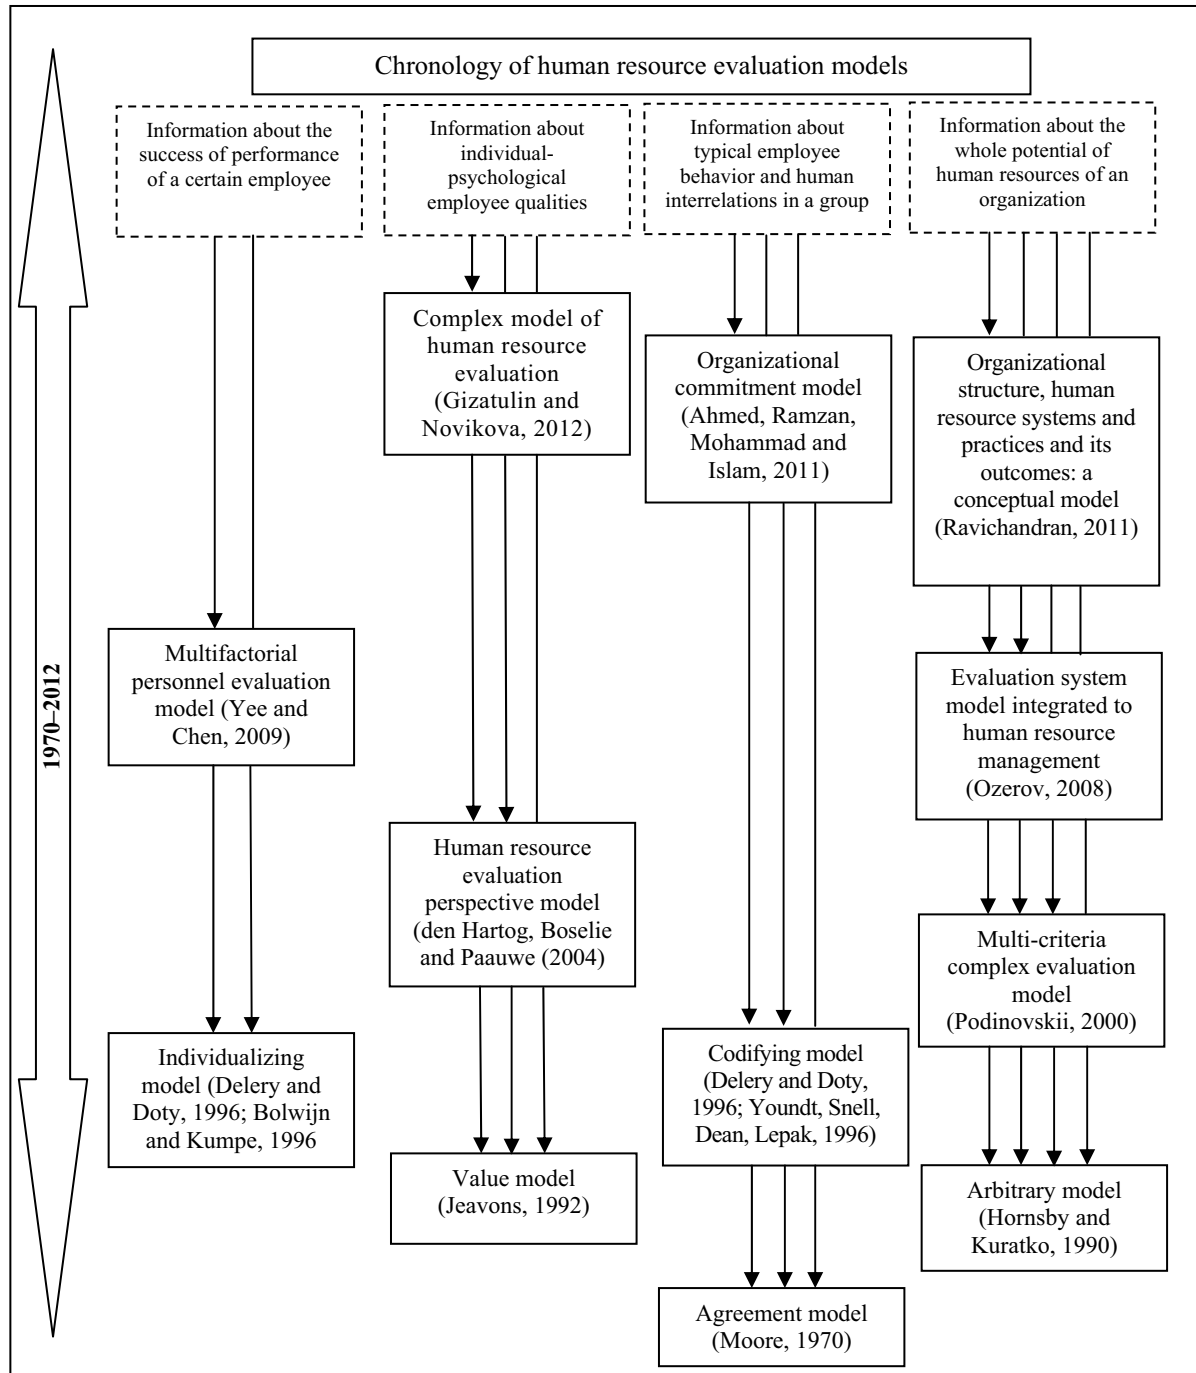 Chronology of human resource evaluation models
Information about the
success of performance
of a certain employee
Information about
individual-
psychological
employee qualities
Information about
typical employee
behavior and human
interrelations in a group
Information about the
whole potential of
human resources of an
organization
1970–2012
Complex model of
human resource
evaluation
(Gizatulin and
Novikova, 2012)
Organizational
commitment model
(Ahmed, Ramzan,
Mohammad and
Islam, 2011)
Organizational
structure, human
resource systems and
practices and its
outcomes: a
conceptual model
(Ravichandran, 2011)
Multifactorial
personnel evaluation
model (Yee and
Chen, 2009)
Evaluation system
model integrated to
human resource
management
(Ozerov, 2008)
Human resource
evaluation
perspective model
(den Hartog, Boselie
and Paauwe (2004)
Multi-criteria
complex evaluation
model
(Podinovskii, 2000)
Individualizing
model (Delery and
Doty, 1996; Bolwijn
and Kumpe, 1996
Codifying model
(Delery and Doty,
1996; Youndt, Snell,
Dean, Lepak, 1996)
Value model
(Jeavons, 1992)
Arbitrary model
(Hornsby and
Kuratko, 1990)
Agreement model
(Moore, 1970)